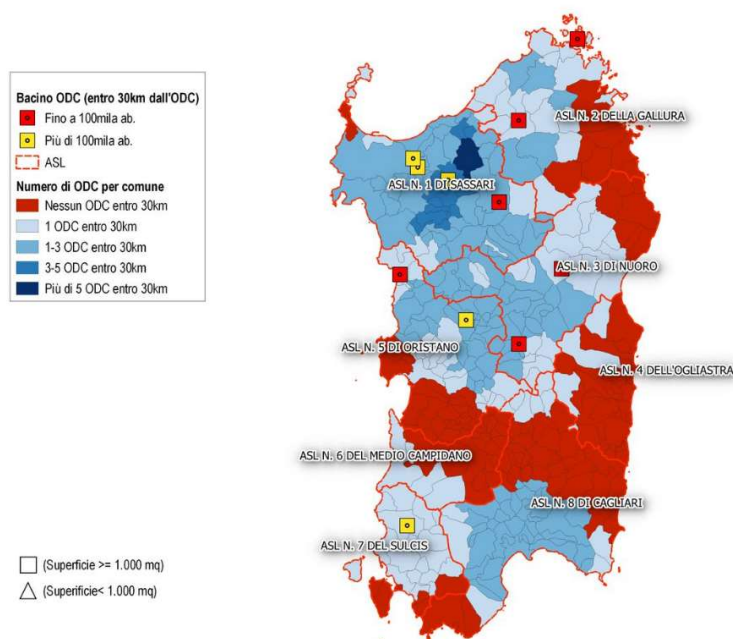 Bacino ODC (entro 30km dall'ODC)
Fino a 100mila ab.
Più di 100mila ab.
ASL
Numero di ODC per comune
Nessun ODC entro 30km
1 ODC entro 30km
1-3 ODC entro 30km
3-5 ODC entro 30km
Più di 5 ODC entro 30km
ASL N. 2 DELLA GALLURA
ASL N. 1 DI SASSARI
ASL N. 3 DI NUORO
ASL N. 5 DI ORISTANO
ASL N. 4 DELL'OGLIASTRA
ASL N. 6 DEL MEDIO CAMPIDANO
ASL N. 8 DI CAGLIARI
ASL N. 7 DEL SULCIS
(Superficie >= 1.000 mq)
(Superificie< 1.000 mq)